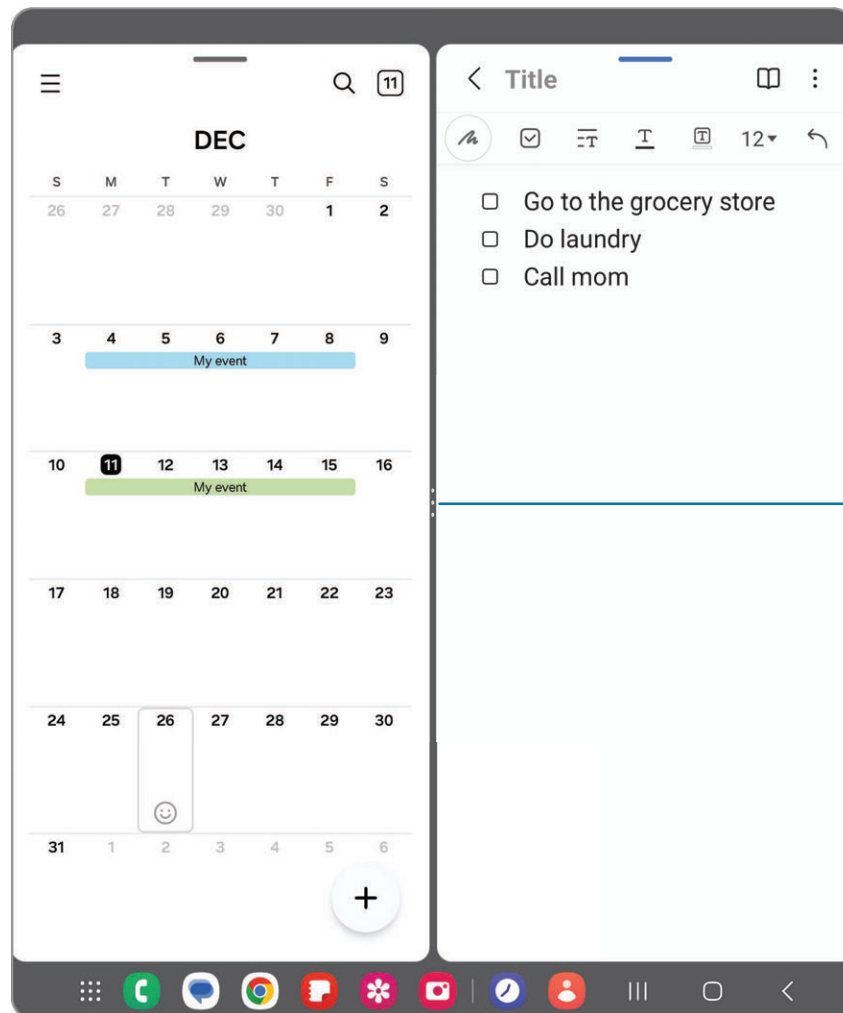 11
DEC
S M T W T F S
26 27 28 29 30 1 2
3 4 5 6 7 8 9
My event
10 11 12 13 14 15 16
My event
17 18 19 20 21 22 23
24 25 26 27 28 29 30
31 1 2 3 4 5 6
Title
T T T 12
Go to the grocery store
Do laundry
Call mom